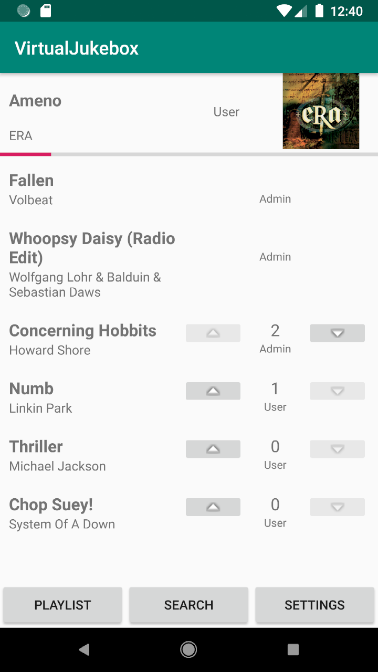 12:40
VirtualJukebox
Ameno
User
ERA
eRa
Fallen
Volbeat
Admin
Whoopsy Daisy (Radio
Edit)
Admin
Wolfgang Lohr & Balduin &
Sebastian Daws
Concerning Hobbits
2
Howard Shore
Admin
Numb
1
Linkin Park
User
Thriller
0
Michael Jackson
User
Chop Suey!
0
System Of A Down
User
PLAYLIST
SEARCH
SETTINGS